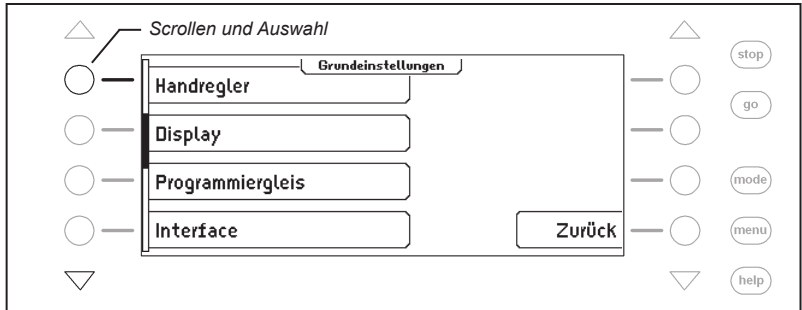 Scrollen und Auswahl
Grundeinstellungen
Handregler
Display
Programmiergleis
Interface
Zurück
stop
go
mode
menu
help